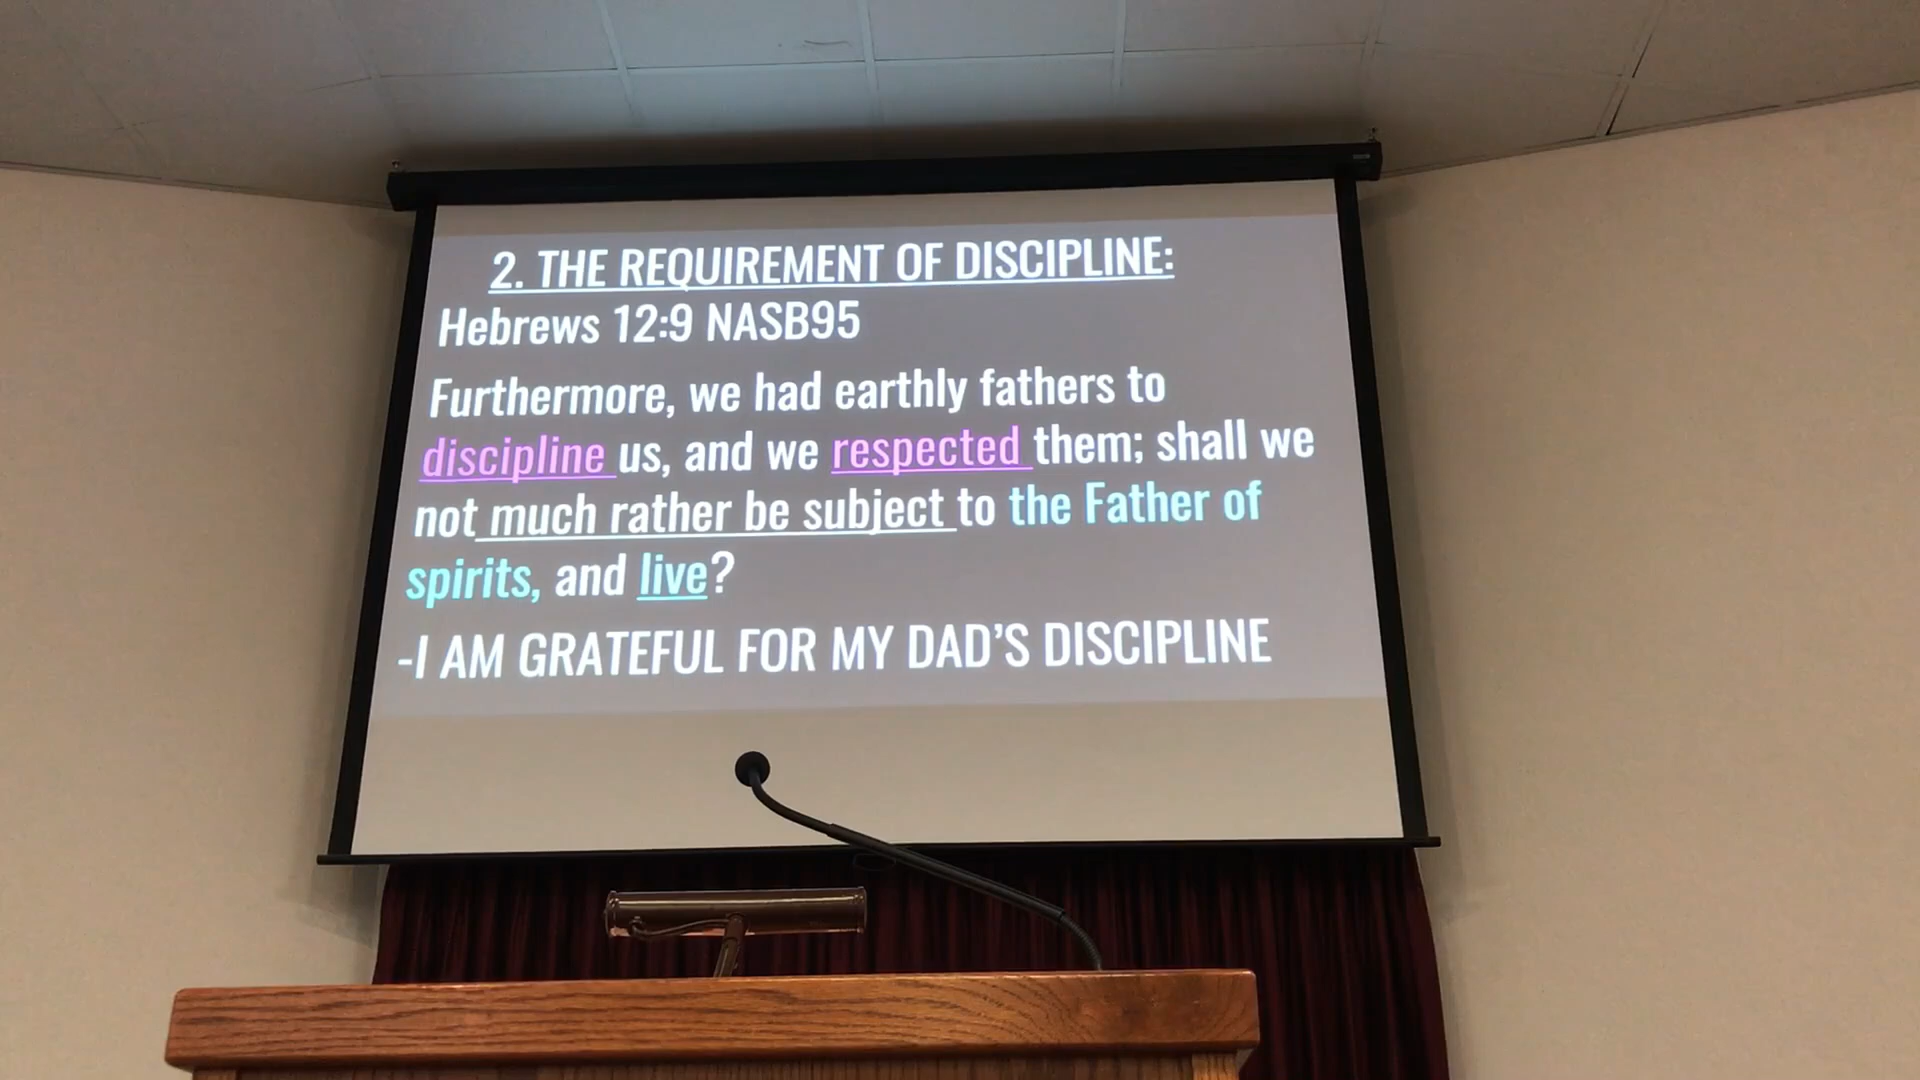 2. THE REQUIREMENT OF DISCIPLINE:
Hebrews 12:9 NASB95
Furthermore, we had earthly fathers to
discipline us, and we respected them; shall we
not much rather be subject to the Father of
spirits, and live?
-I AM GRATEFUL FOR MY DAD’S DISCIPLINE